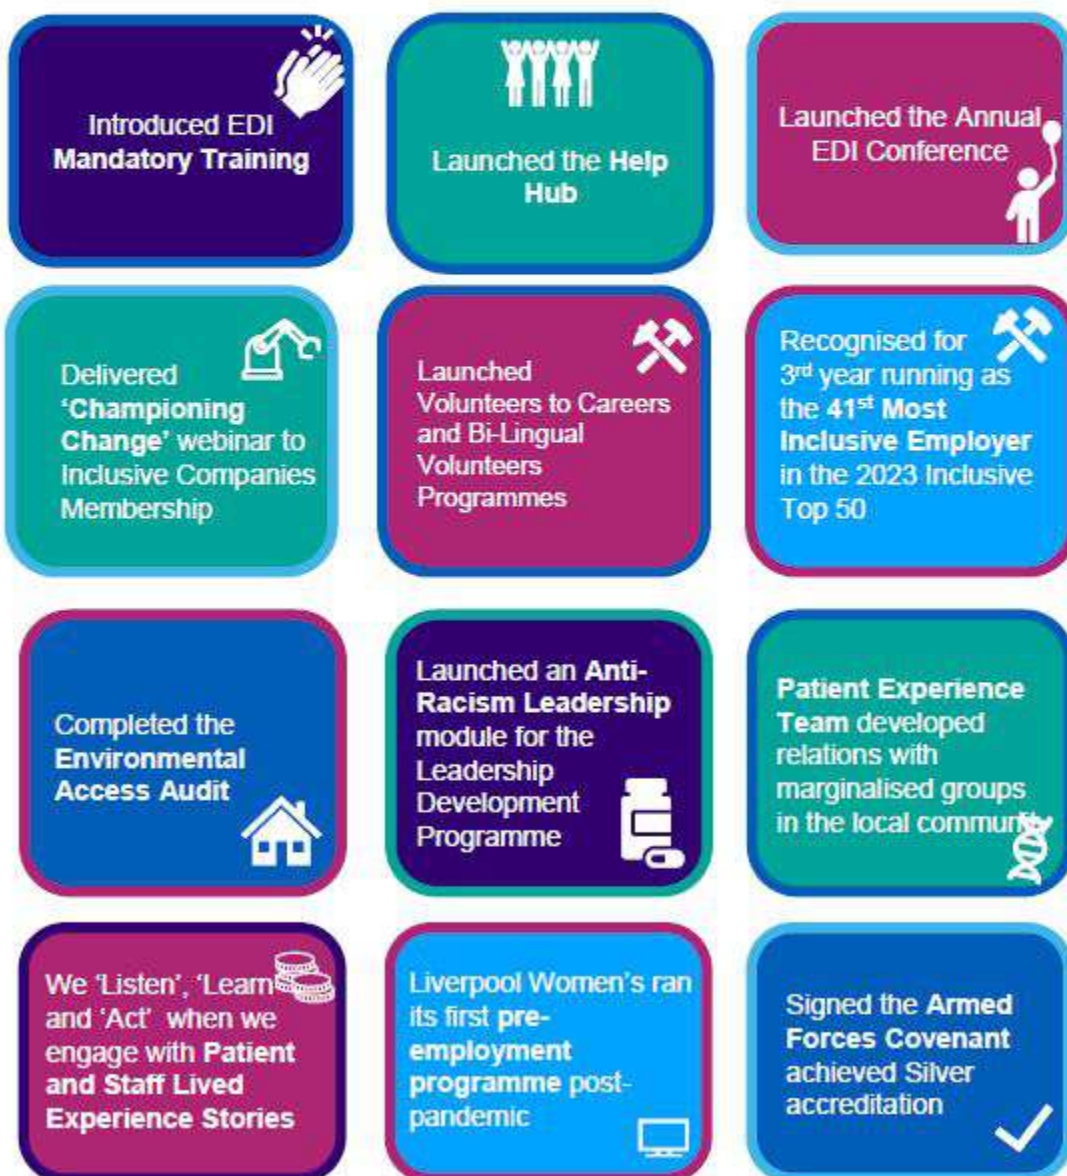 Introduced EDI
Mandatory Training
Launched the Help
Hub
Launched the Annual
EDI Conference
Delivered
‘Championing
Change’ webinar to
Inclusive Companies
Membership
Launched
Volunteers to Careers
and Bi-Lingual
Volunteers
Programmes
Recognised for
3rd year running as
the 41st Most
Inclusive Employer
in the 2023 Inclusive
Top 50
Completed the
Environmental
Access Audit
Launched an Anti-
Racism Leadership
module for the
Leadership
Development
Programme
Patient Experience
Team developed
relations with
marginalised groups
in the local community
We ‘Listen’, ‘Learn
and ‘Act’ when we
engage with Patient
and Staff Lived
Experience Stories
Liverpool Women’s ran
its first pre-
employment
programme post-
pandemic
Signed the Armed
Forces Covenant
achieved Silver
accreditation